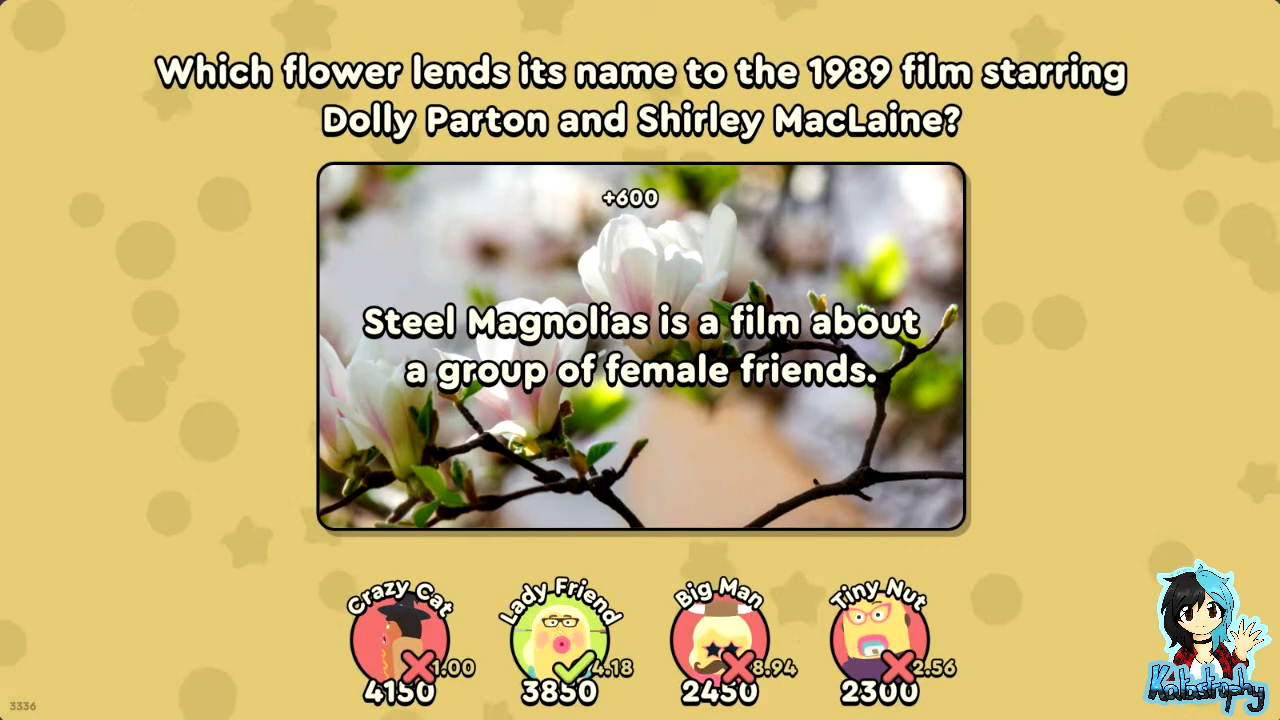 Which flower lends its name to the 1989 film starring
Dolly Parton and Shirley MacLaine?
+600
Steel Magnolias is a film about
a group of female friends.
Crazy Cat
Lady Friend
Big Man
Tiny Nut
1.00
4.18
8.94
2.56
4150
3850
2450
2300
Kalastrophy
3336